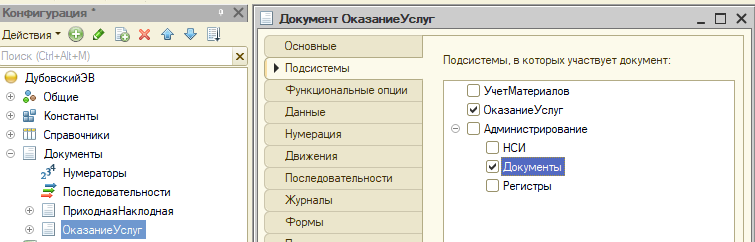 Конфигурация *
Действия
Поиск (Ctrl+Alt+M)
ДубовскийЭВ
Общие
Константы
Справочники
Документы
Нумераторы
Последовательности
ПриходнаяНаклодная
ОказаниеУслуг
Документ ОказаниеУслуг
Основные
Подсистемы
Функциональные опции
Данные
Нумерация
Движения
Последовательности
Журналы
Формы
Подсистемы, в которых участвует документ:
УчетМатериалов
ОказаниеУслуг
Администрирование
НСИ
Документы
Регистры